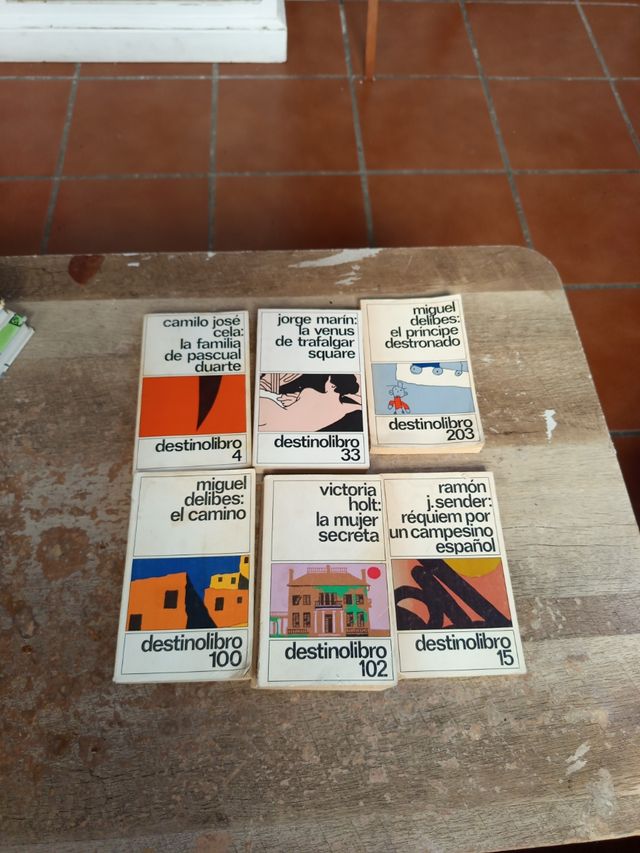 camilo josé
cela:
la familia
de pascual
duarte
destinolibro
4
jorge marín:
la venus
de trafalgar
square
destinolibro
33
miguel
delibes:
el príncipe
destronado
destinolibro
203
miguel
delibes:
el camino
destinolibro
100
victoria
holt:
la mujer
secreta
destinolibro
102
ramón
j. sender:
réquiem por
un campesino
español
destinolibro
15